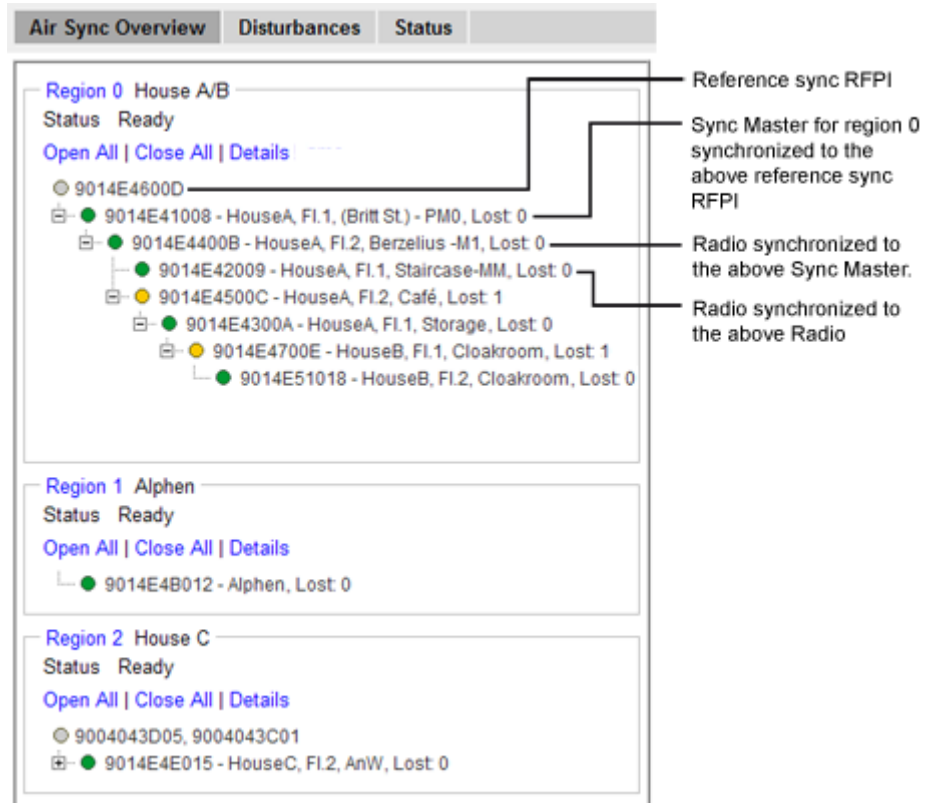 Air Sync Overview Disturbances Status
Region 0 House A/B
Status Ready
Open All | Close All | Details
9014E4600D
9014E41008 - HouseA, Fl.1, (Britt St.) - PM0, Lost: 0
9014E4400B - HouseA, Fl.2, Berzelius -M1, Lost: 0
9014E42009 - HouseA, Fl.1, Staircase-MM, Lost: 0
9014E4500C - HouseA, Fl.2, Café, Lost: 1
9014E4300A - HouseA, Fl.1, Storage, Lost: 0
9014E4700E - HouseB, Fl.1, Cloakroom, Lost: 1
9014E51018 - HouseB, Fl.2, Cloakroom, Lost: 0
Region 1 Alphen
Status Ready
Open All | Close All | Details
9014E4B012 - Alphen, Lost: 0
Region 2 House C
Status Ready
Open All | Close All | Details
9004043D05, 9004043C01
9014E4E015 - HouseC, Fl.2, AnW, Lost: 0
Reference sync RFPI
Sync Master for region 0
synchronized to the
above reference sync
RFPI
Radio synchronized to
the above Sync Master.
Radio synchronized to
the above Radio